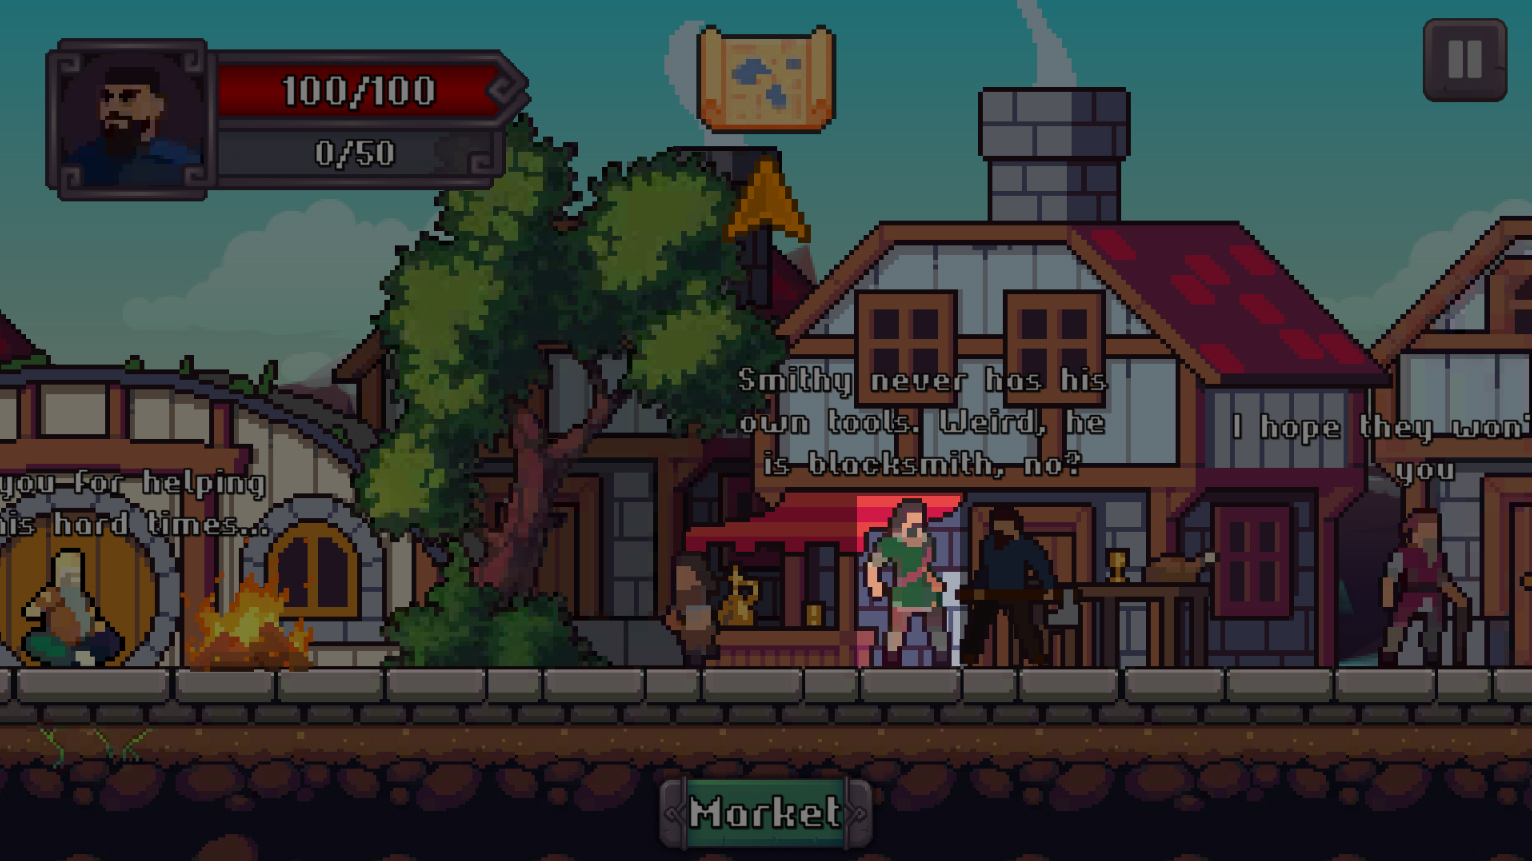 100/100
0/50
Smithy never has his
own tools. Weird, he
is blacksmith, no?
I hope they won'
you
you for helping
his hard times...
Market